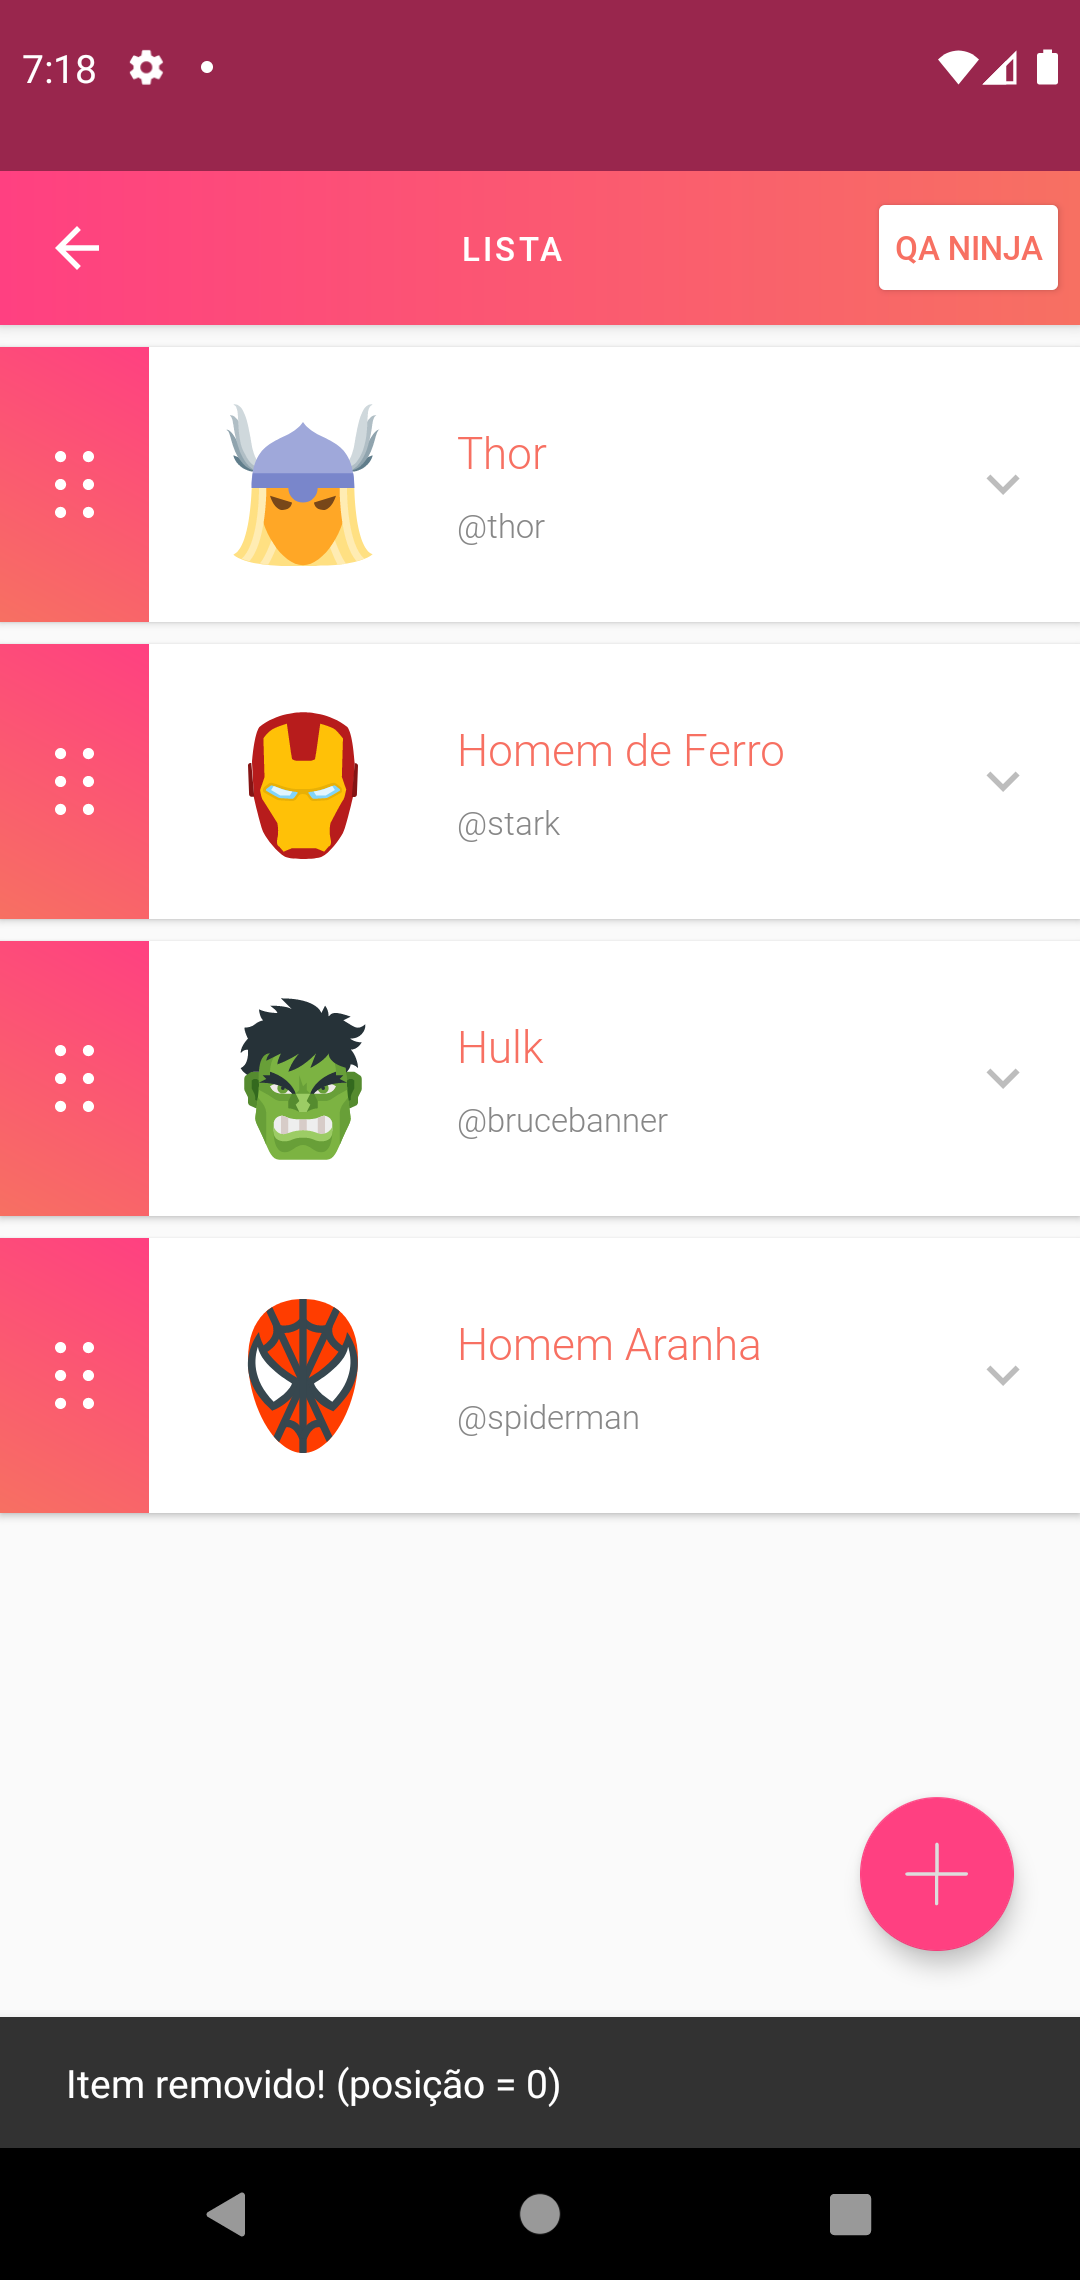 7:18
LISTA
QA NINJA
Thor
@thor
Homem de Ferro
@stark
Hulk
@brucebanner
Homem Aranha
@spiderman
Item removido! (posição = 0)